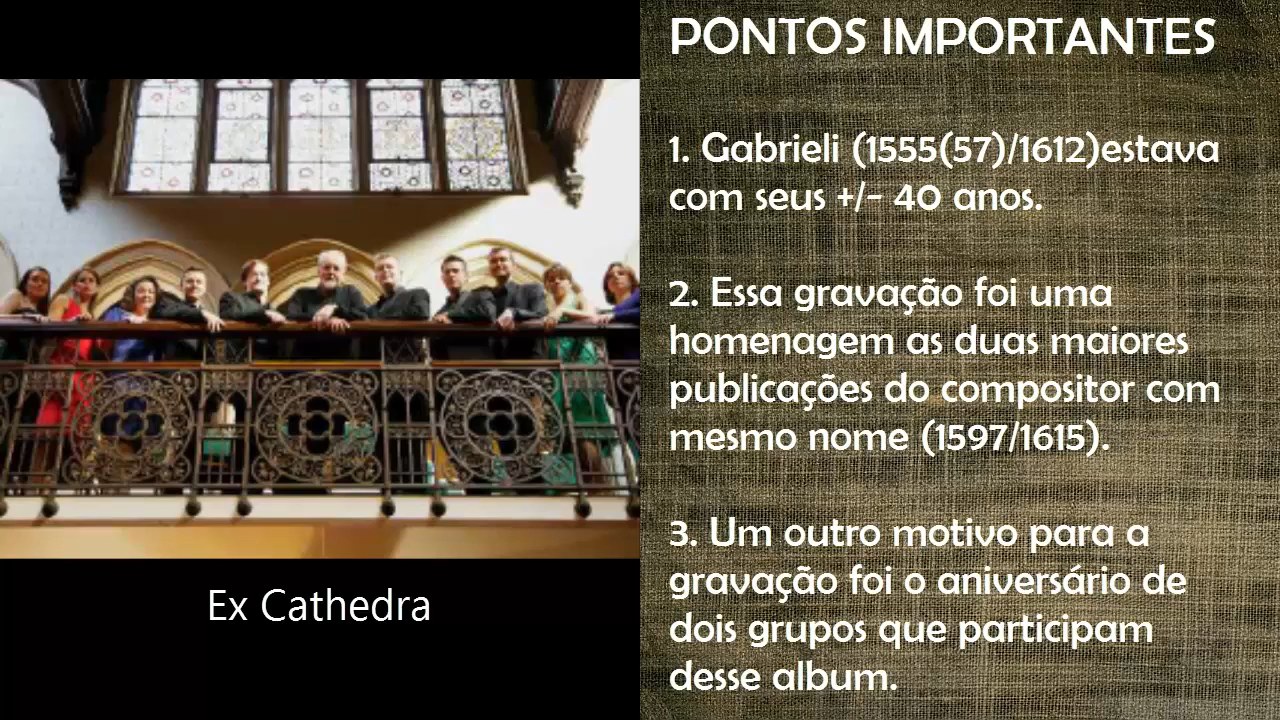 PONTOS IMPORTANTES
1. Gabrieli (1555(57)/1612)estava
com seus +/- 40 anos.
2. Essa gravação foi uma
homenagem as duas maiores
publicações do compositor com
mesmo nome (1597/1615).
3. Um outro motivo para a
gravação foi o aniversário de
dois grupos que participam
desse album.
Ex Cathedra